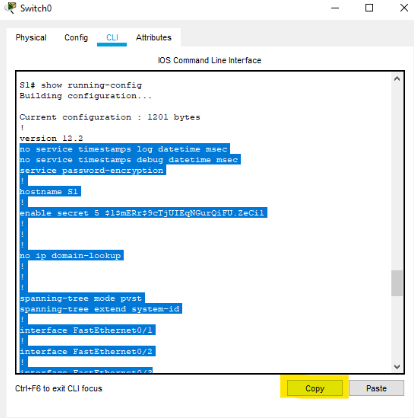 Switch0
Physical Config CLI Attributes
IOS Command Line Interface
S1# show running-config
Building configuration...
Current configuration : 1201 bytes
!
version 12.2
no service timestamps log datetime msec
no service timestamps debug datetime msec
service password-encryption
!
hostname S1
!
enable secret 5 $1$mERr$9cTjUIEqNGurQiFU.ZeCi1
!
!
!
no ip domain-lookup
!
!
!
spanning-tree mode pvst
spanning-tree extend system-id
!
interface FastEthernet0/1
!
interface FastEthernet0/2
!
interface FastEthernet0/3
Ctrl+F6 to exit CLI focus Copy Paste